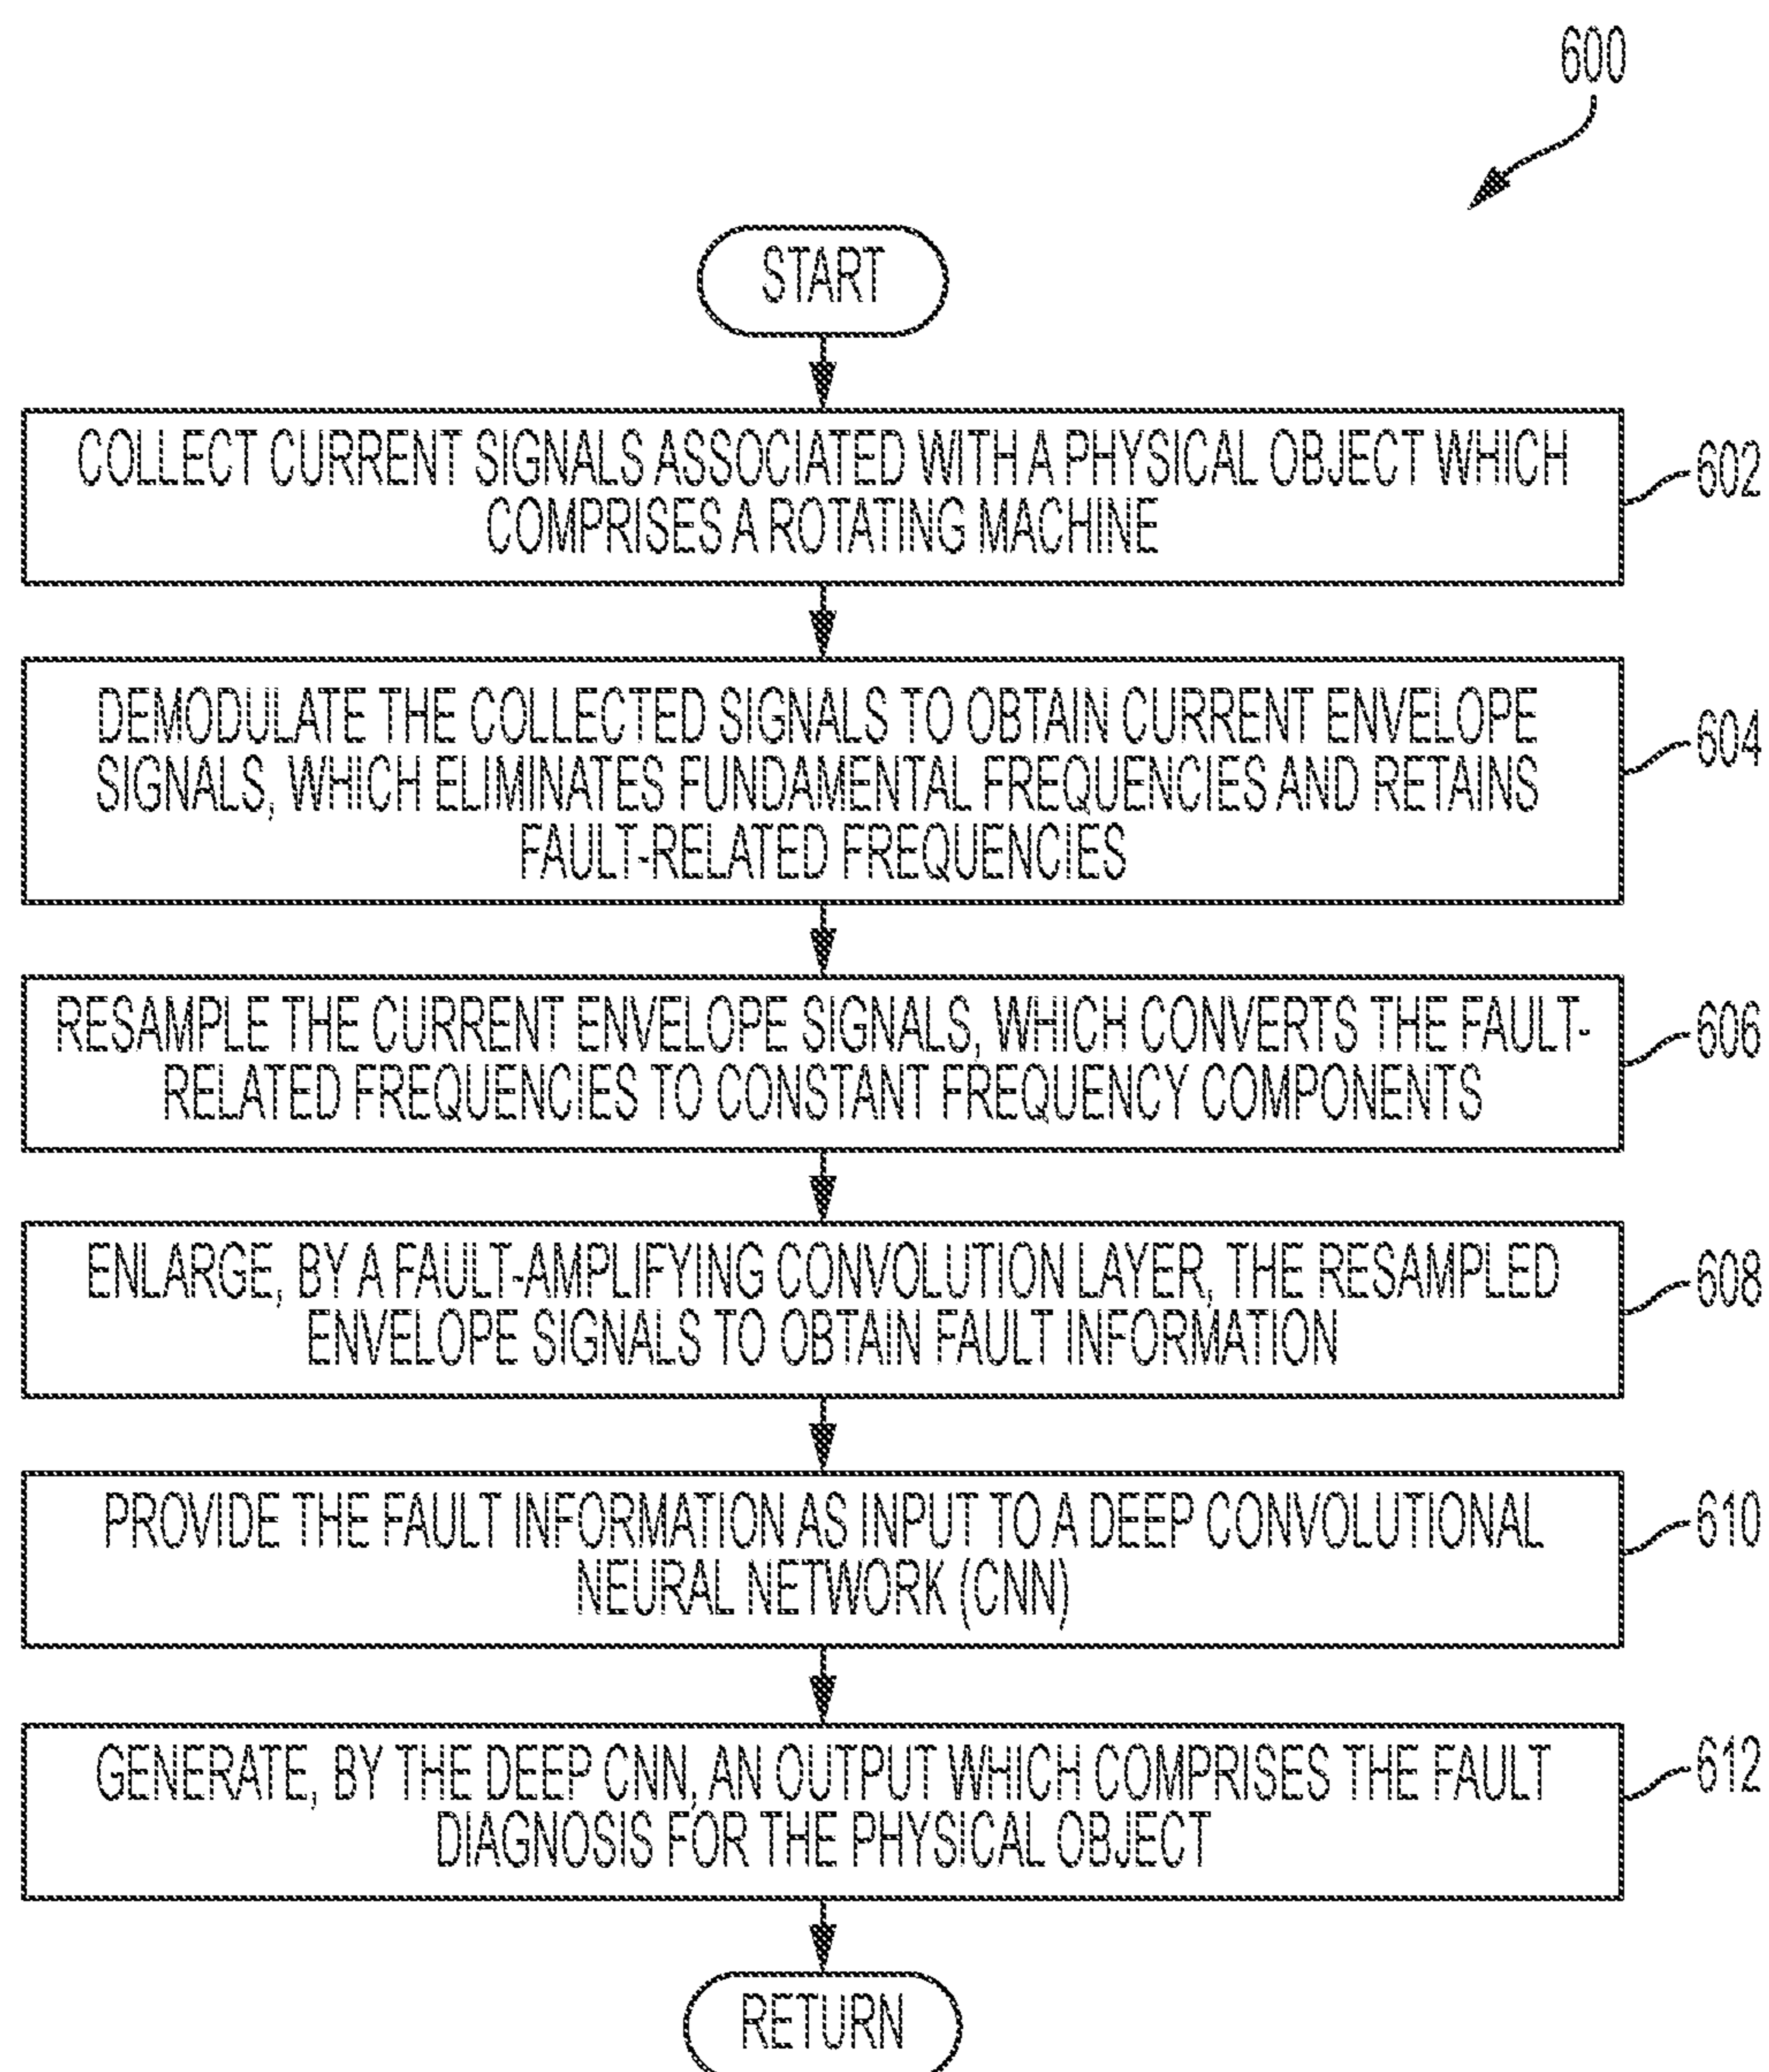 600
START
COLLECT CURRENT SIGNALS ASSOCIATED WITH A PHYSICAL OBJECT WHICH
COMPRISES A ROTATING MACHINE
602
DEMODULATE THE COLLECTED SIGNALS TO OBTAIN CURRENT ENVELOPE
SIGNALS, WHICH ELIMINATES FUNDAMENTAL FREQUENCIES AND RETAINS
FAULT-RELATED FREQUENCIES
604
RESAMPLE THE CURRENT ENVELOPE SIGNALS, WHICH CONVERTS THE FAULT-
RELATED FREQUENCIES TO CONSTANT FREQUENCY COMPONENTS
606
ENLARGE, BY A FAULT-AMPLIFYING CONVOLUTION LAYER, THE RESAMPLED
ENVELOPE SIGNALS TO OBTAIN FAULT INFORMATION
608
PROVIDE THE FAULT INFORMATION AS INPUT TO A DEEP CONVOLUTIONAL
NEURAL NETWORK (CNN)
610
GENERATE, BY THE DEEP CNN, AN OUTPUT WHICH COMPRISES THE FAULT
DIAGNOSIS FOR THE PHYSICAL OBJECT
612
RETURN